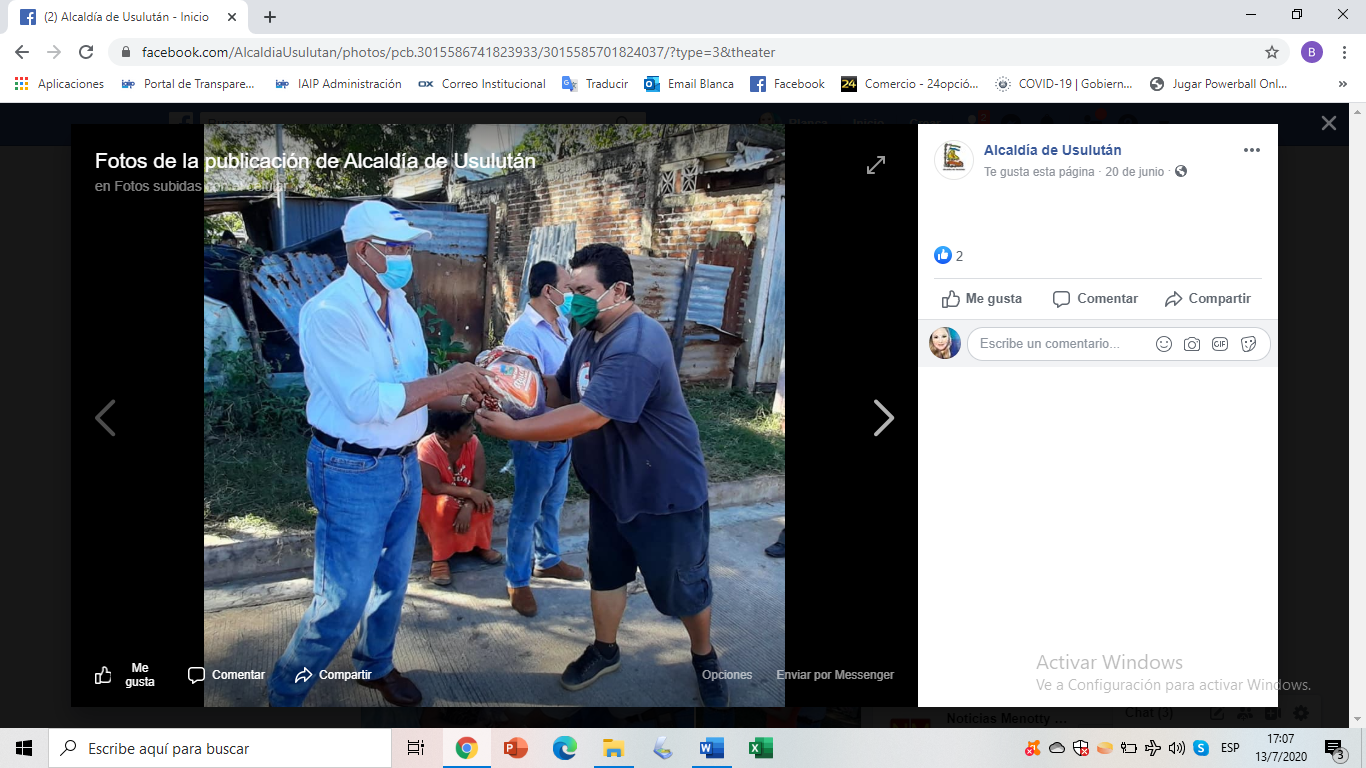 (2) Alcaldía de Usulután - Inicio
facebook.com/AlcaldiaUsulutan/photos/pcb.3015586741823933/3015585701824037/?type=3&theater
B
Aplicaciones
Portal de Transpare...
IAIP Administración
Correo Institucional
Traducir
Email Blanca
Facebook
Comercio - 24opció...
COVID-19 | Gobiern...
Jugar Powerball Onl...
Fotos de la publicación de Alcaldía de Usulután
en Fotos subidas con el celular
Alcaldía de Usulután
Te gusta esta página · 20 de junio ·
2
Me gusta
Comentar
Compartir
Escribe un comentario...
GIF
Me gusta
Comentar
Compartir
Opciones
Enviar por Messenger
Activar Windows
Ve a Configuración para activar Windows.
Noticias Menotty ...
Chat (3)
Escribe aquí para buscar
ESP
17:07
13/7/2020
3